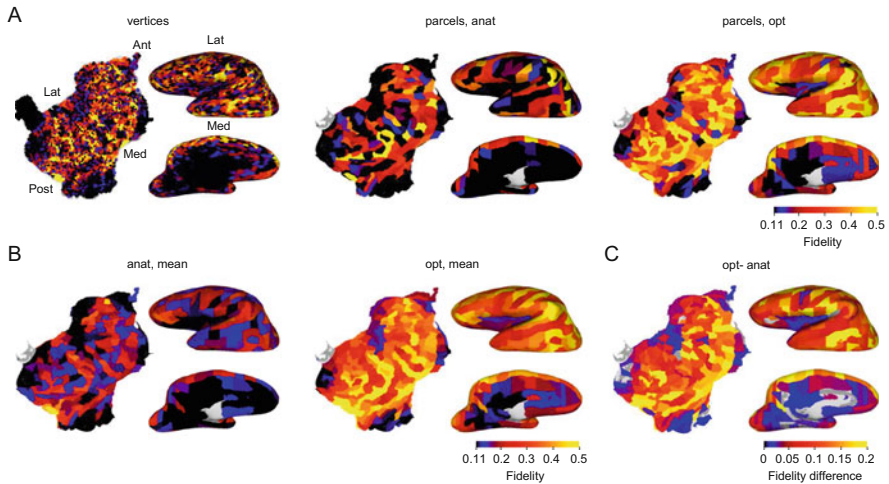 A
vertices
parcels, anat
parcels, opt
Ant
Lat
Lat
Med
Med
Post
0.11 0.2 0.3 0.4 0.5
Fidelity
B
C
anat, mean
opt, mean
opt- anat
0.11 0.2 0.3 0.4 0.5
Fidelity
0 0.05 0.1 0.15 0.2
Fidelity difference